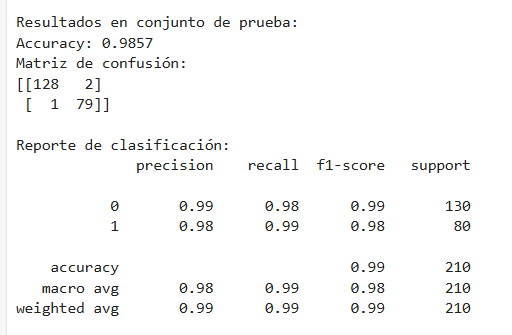 Resultados en conjunto de prueba:
Accuracy: 0.9857
Matriz de confusión:
[[128   2]
 [  1  79]]
Reporte de clasificación:
              precision    recall  f1-score   support
           0       0.99      0.98      0.99       130
           1       0.98      0.99      0.98        80
    accuracy                           0.99       210
   macro avg       0.98      0.99      0.98       210
weighted avg       0.99      0.99      0.99       210